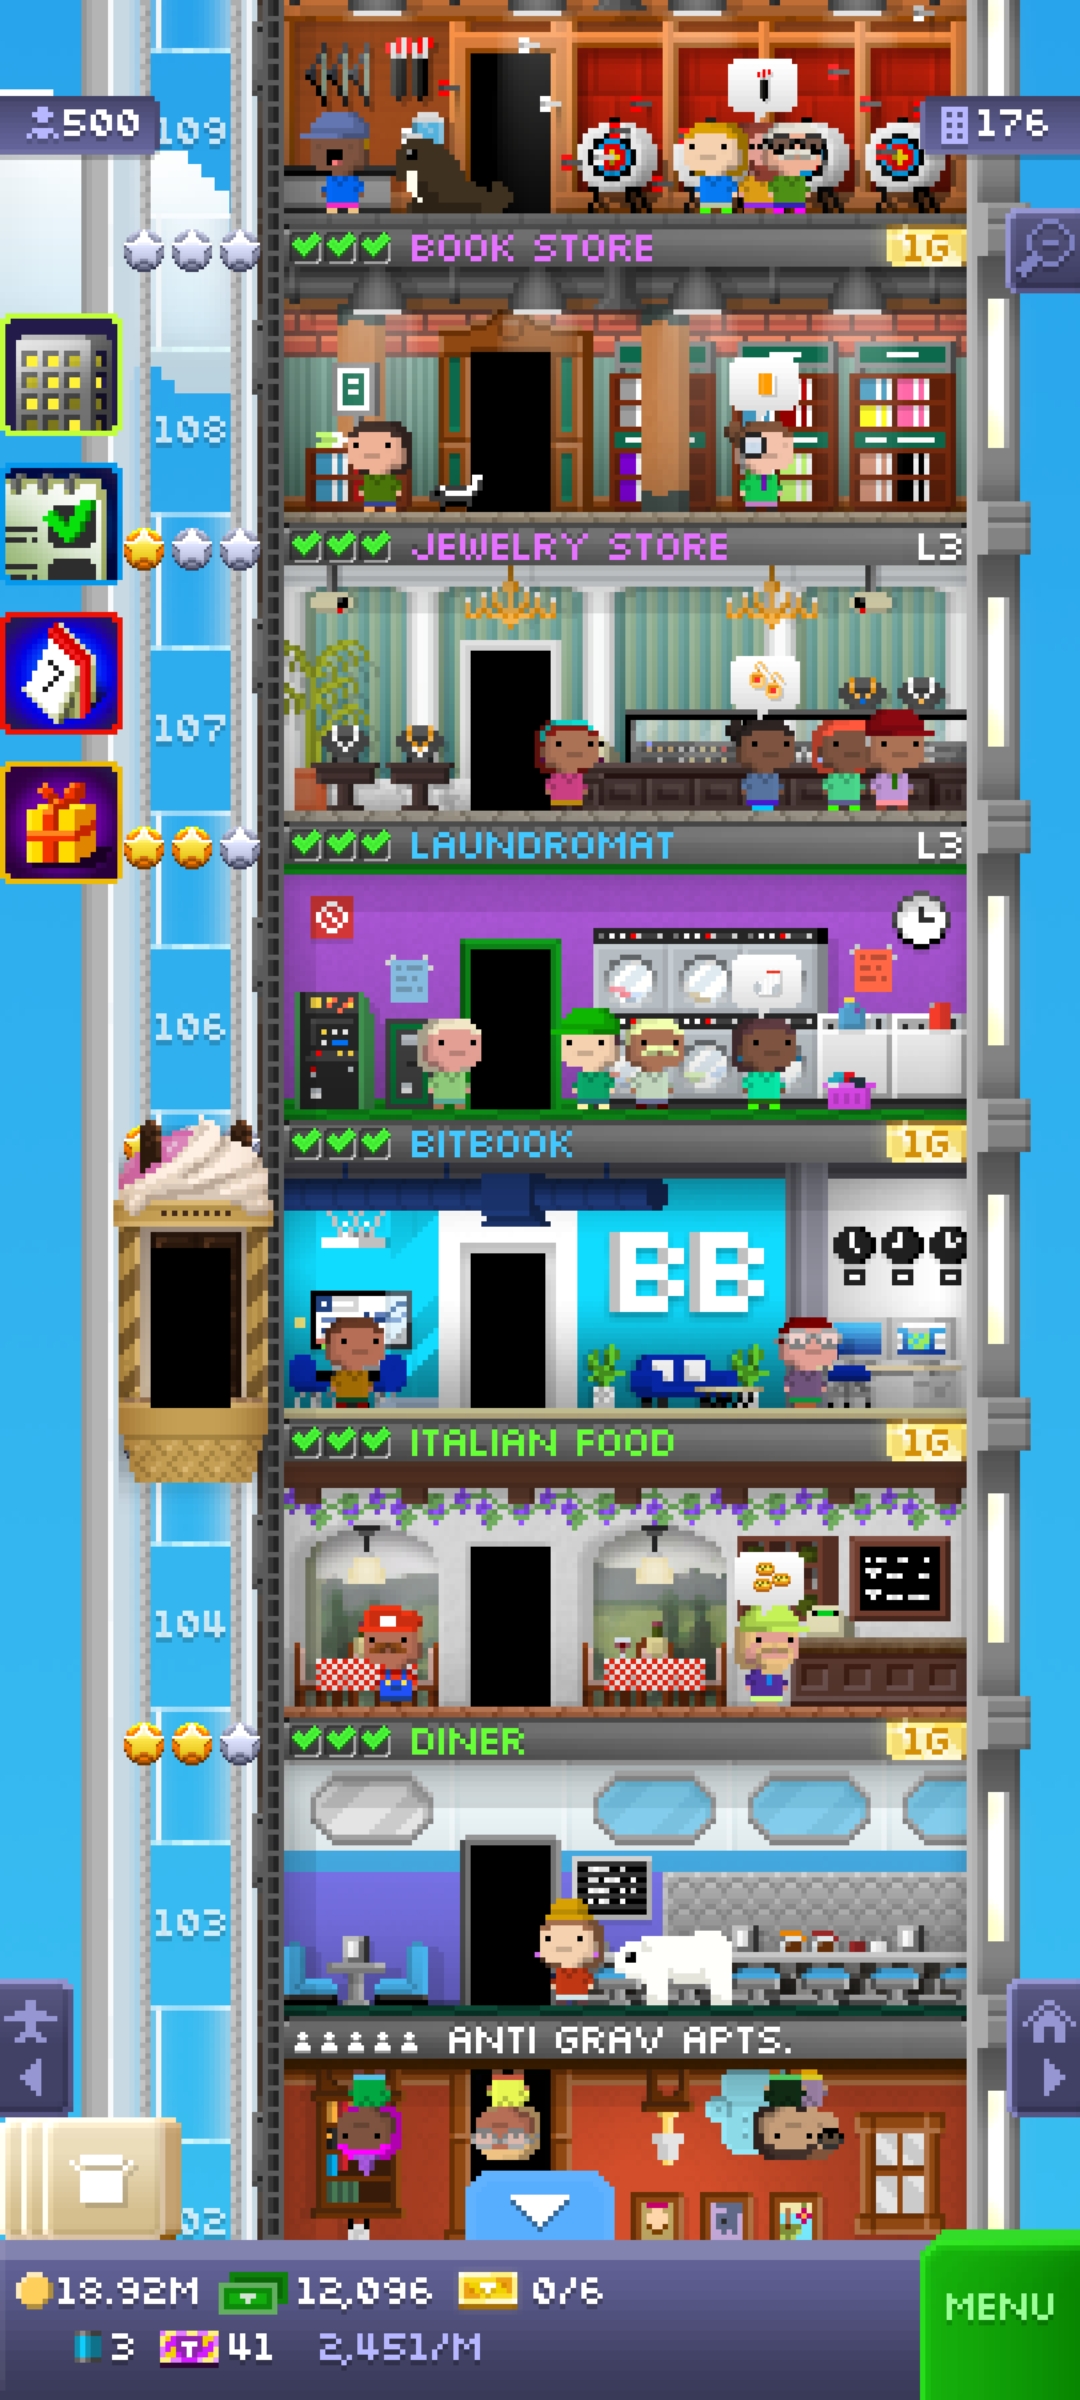 500
109
176
BOOK STORE
1G
108
JEWELRY STORE
L3
7
107
LAUNDROMAT
L3
106
BITBOOK
1G
BB
ITALIAN FOOD
1G
104
DINER
1G
103
ANTI GRAV APTS.
02
18.92M
12,096
0/6
MENU
3
T
41
2,451/M